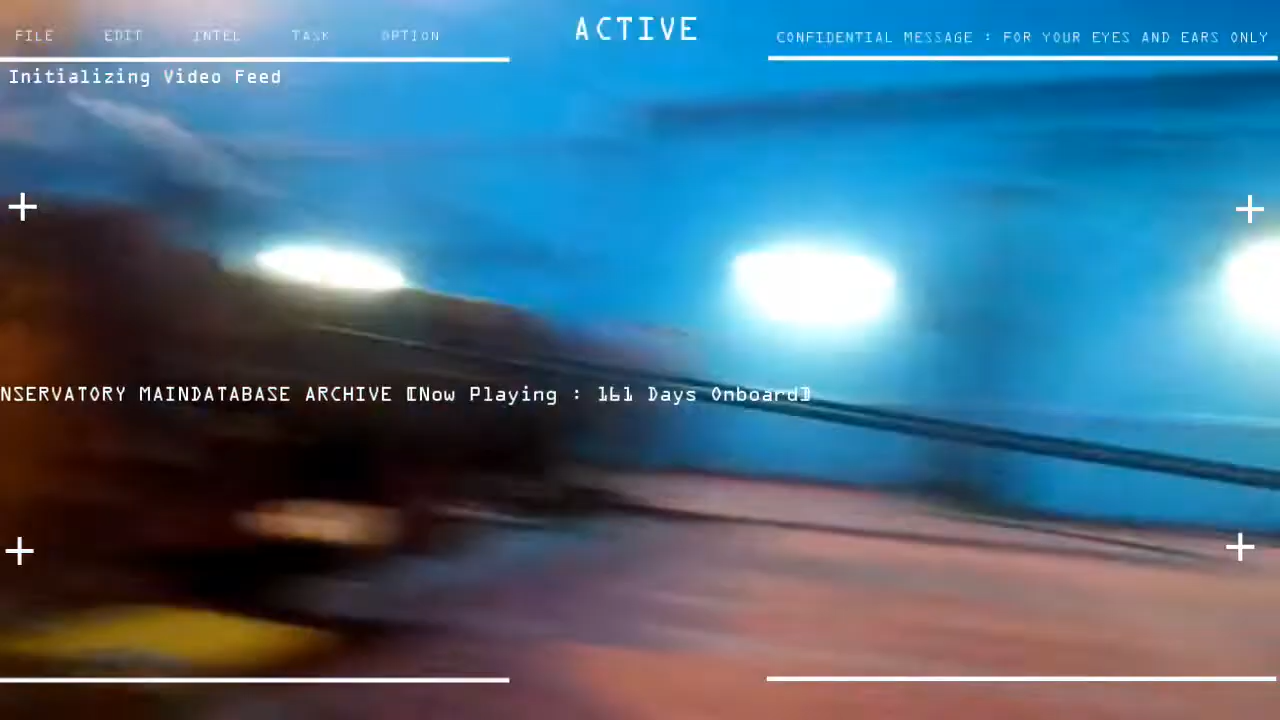 FILE EDIT INTEL TASK OPTION
ACTIVE
CONFIDENTIAL MESSAGE : FOR YOUR EYES AND EARS ONLY
Initializing Video Feed
NSERVATORY MAINDATABASE ARCHIVE [Now Playing : 161 Days Onboard]